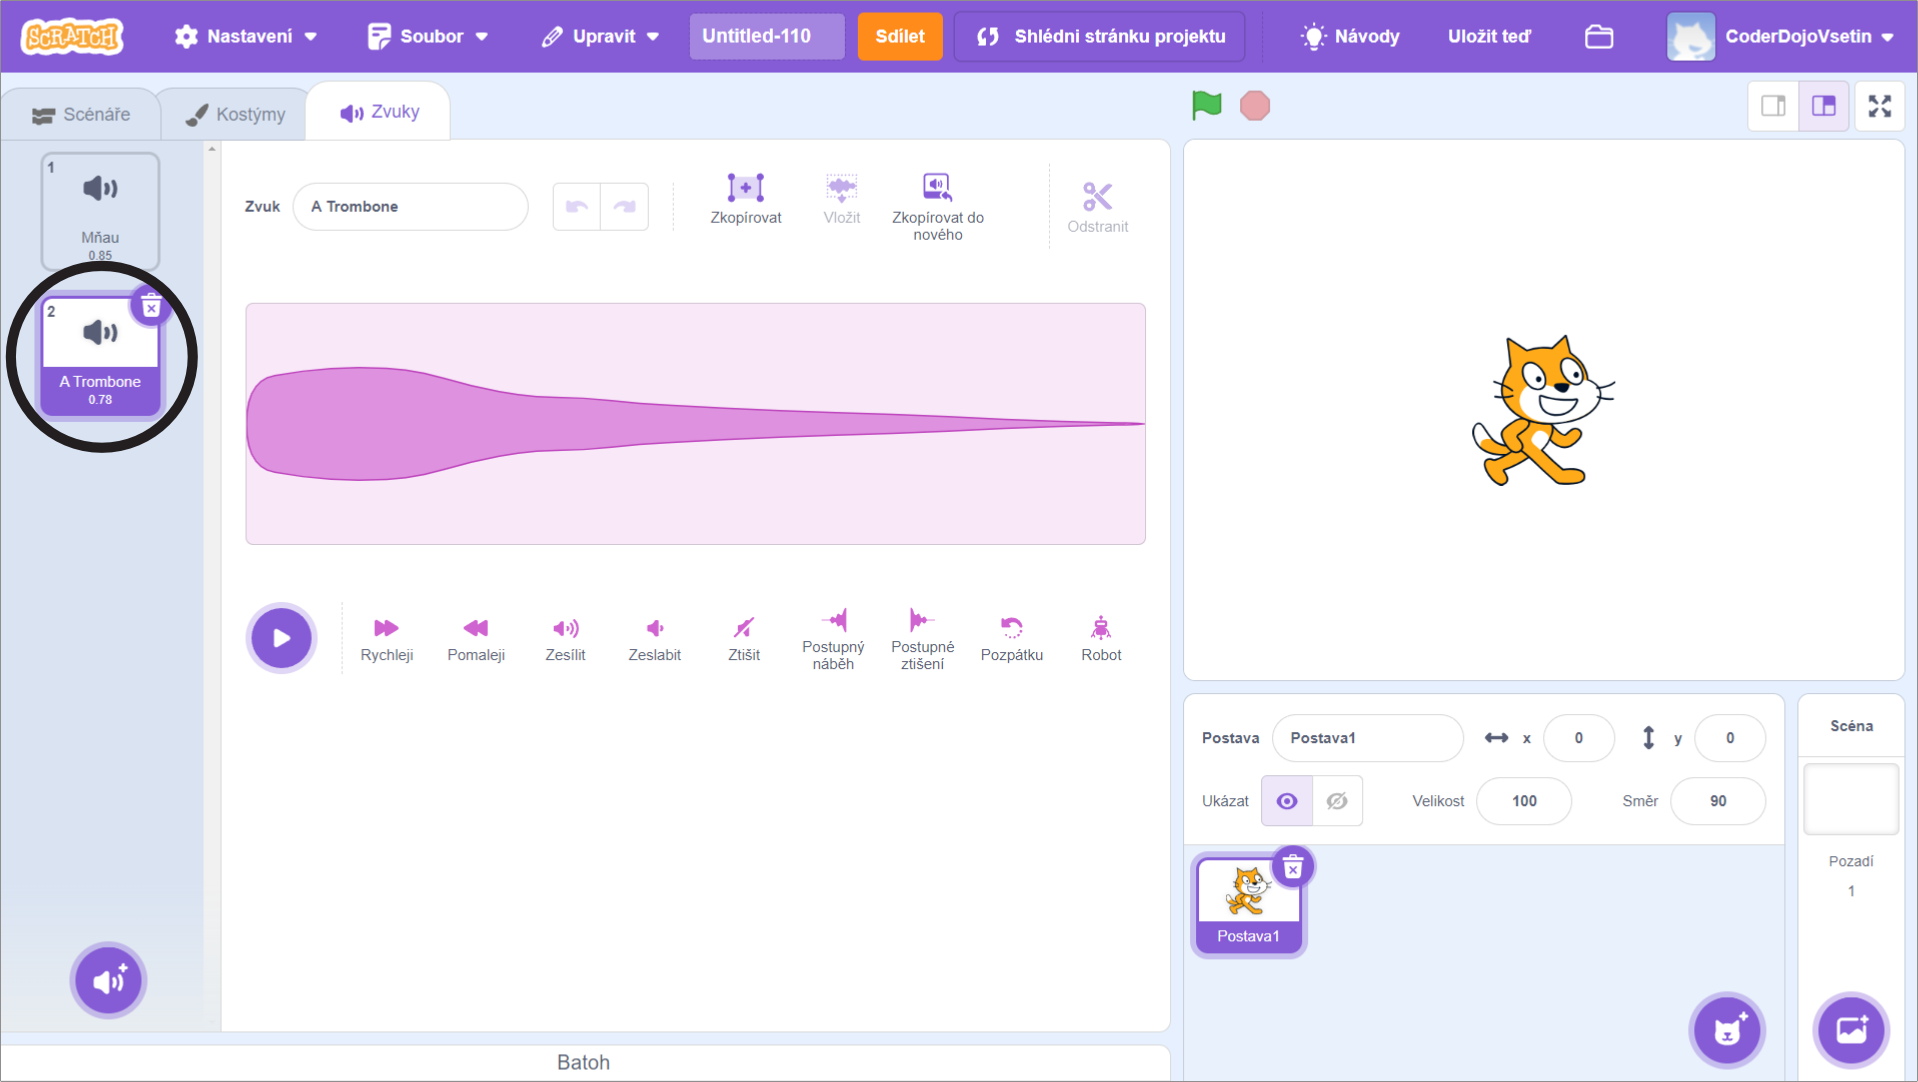 SCRATCH
Nastavení
Soubor
Upravit
Untitled-110
Sdílet
Shlédni stránku projektu
Návody
Uložit teď
CoderDojoVsetin
Scénáře
Kostýmy
Zvuky
1
Mňau
0.85
2
A Trombone
0.78
Zvuk
A Trombone
Zkopírovat
Vložit
Zkopírovat do
nového
Odstranit
Rychleji
Pomaleji
Zesílit
Zeslabit
Ztišit
Postupný
náběh
Postupné
ztišení
Pozpátku
Robot
Batoh
Postava
Postava1
x
0
y
0
Ukázat
Velikost
100
Směr
90
Postava1
Scéna
Pozadí
1